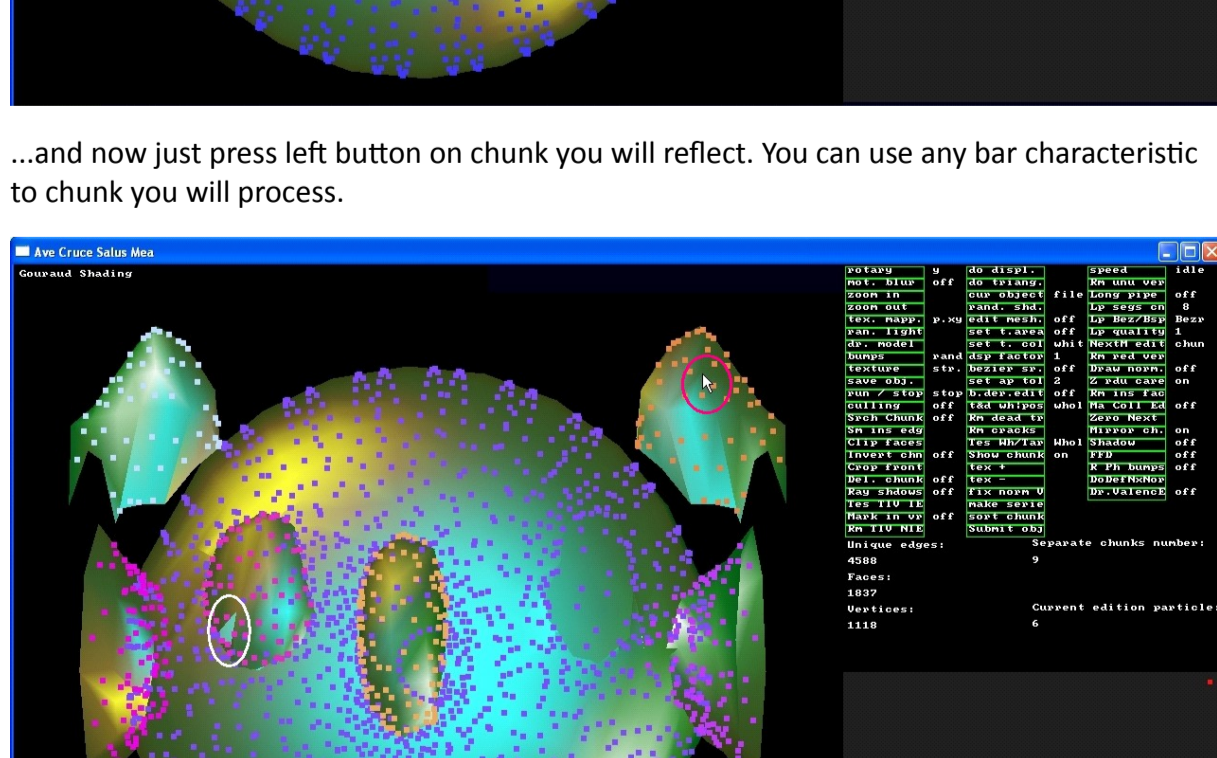 ...and now just press left button on chunk you will reflect. You can use any bar characteristic
to chunk you will process.
Ave Cruce Salus Mea
Gouraud Shading
rotary y do displ. speed idle
mot. blur off do triang. Rm unu ver
zoom in cur object file Long pipe off
zoom out rand. shd. Lp segs cn 8
tex. mapp. p.xy edit mesh. off Lp Bez/Bsp Bezr
ran. light set t.area off Lp quality 1
dr. model set t. col whit NextM edit chun
bumps rand dsp factor 1 Rm red ver
texture str. bezier sr. off Draw norm. off
save obj. set ap tol 2 Z rdu care on
run / stop stop b.der.edit off Rm ins fac
culling off t&d wh:pos whol Ma Coll Ed off
Srch Chunk off Rm dead tr Zero Next
Sm ins edg Rm cracks Mirror ch. on
Clip faces Tes Wh/Tar Whol Shadow off
Invert chn off Show chunk on FFD off
Crop front tex + R Ph bumps off
Del. chunk off tex - DoDefNxNor
Ray shdows off fix norm V Dr.ValencE off
Tes TIV IE make serie
Mark in vr off sort chunk
Rm TIV NIE Submit obj
Unique edges: Separate chunks number:
4588 9
Faces:
1837
Vertices: Current edition particle:
1118 6